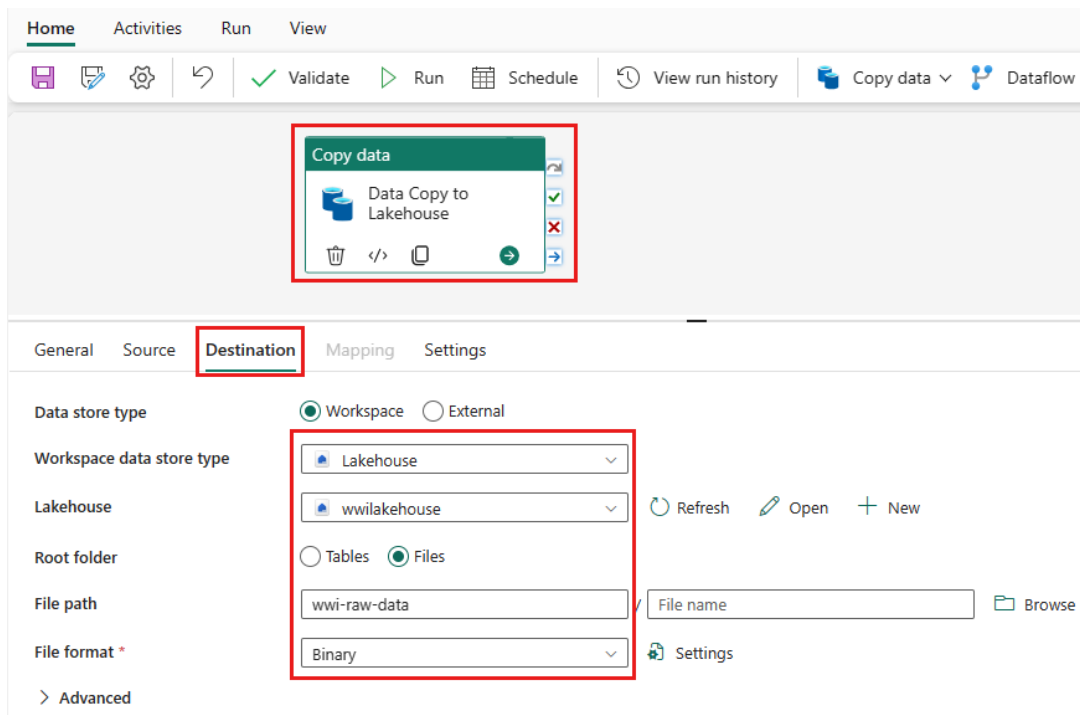 Home Activities Run View
Validate Run Schedule View run history Copy data Dataflow
Copy data
Data Copy to
Lakehouse
General Source Destination Mapping Settings
Data store type Workspace External
Workspace data store type Lakehouse
Lakehouse wwilakehouse Refresh Open New
Root folder Tables Files
File path wwi-raw-data / File name Browse
File format * Binary Settings
Advanced